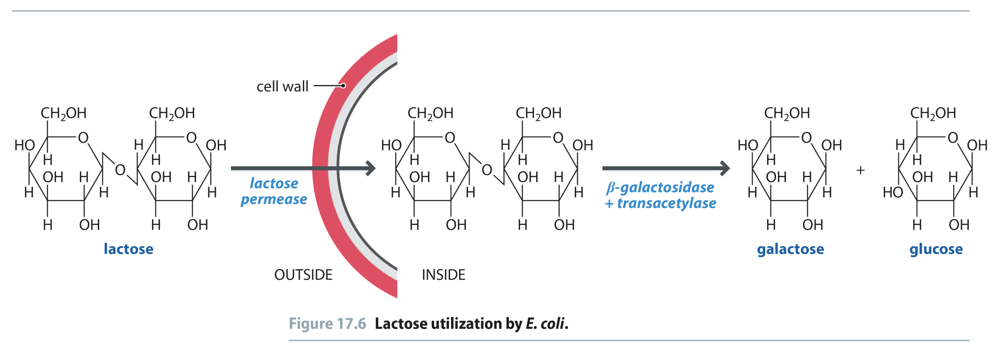 cell wall
CH₂OH CH₂OH CH₂OH CH₂OH CH₂OH CH₂OH
HO O H O OH HO O H O OH HO O OH H O OH
H H H H H H
OH H O OH H OH H O OH H OH H + OH H
H H H H H H H H HO H
H OH H OH H OH H OH H OH H OH
lactose
permease
β-galactosidase
+ transacetylase
lactose
galactose
glucose
OUTSIDE
INSIDE
Figure 17.6 Lactose utilization by E. coli.